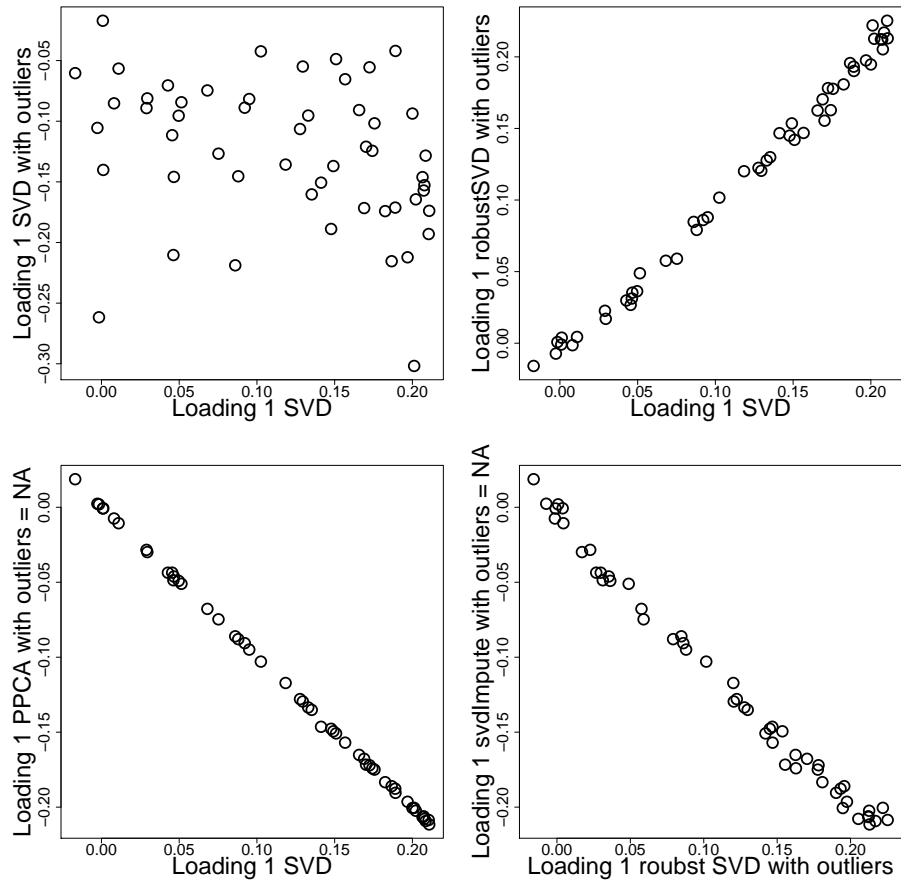 Loading 1 SVD with outliers
-0.05
-0.10
-0.15
-0.20
-0.25
-0.30
0.00 0.05 0.10 0.15 0.20
Loading 1 SVD
Loading 1 robustSVD with outliers
0.20
0.15
0.10
0.05
0.00
0.00 0.05 0.10 0.15 0.20
Loading 1 SVD
Loading 1 PPCA with outliers = NA
0.00
-0.05
-0.10
-0.15
-0.20
0.00 0.05 0.10 0.15 0.20
Loading 1 SVD
Loading 1 svdImpute with outliers = NA
0.00
-0.05
-0.10
-0.15
-0.20
0.00 0.05 0.10 0.15 0.20
Loading 1 roubst SVD with outliers